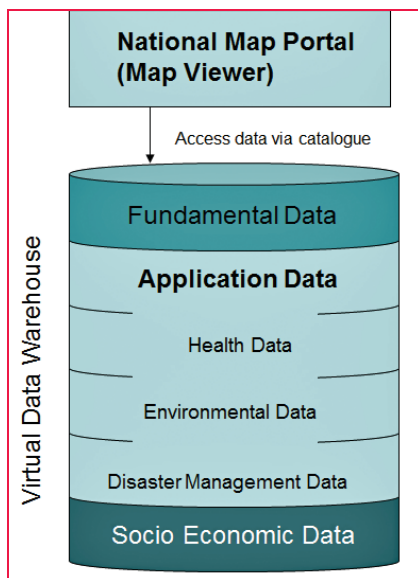 National Map Portal
(Map Viewer)
Access data via catalogue
Virtual Data Warehouse
Fundamental Data
Application Data
Health Data
Environmental Data
Disaster Management Data
Socio Economic Data